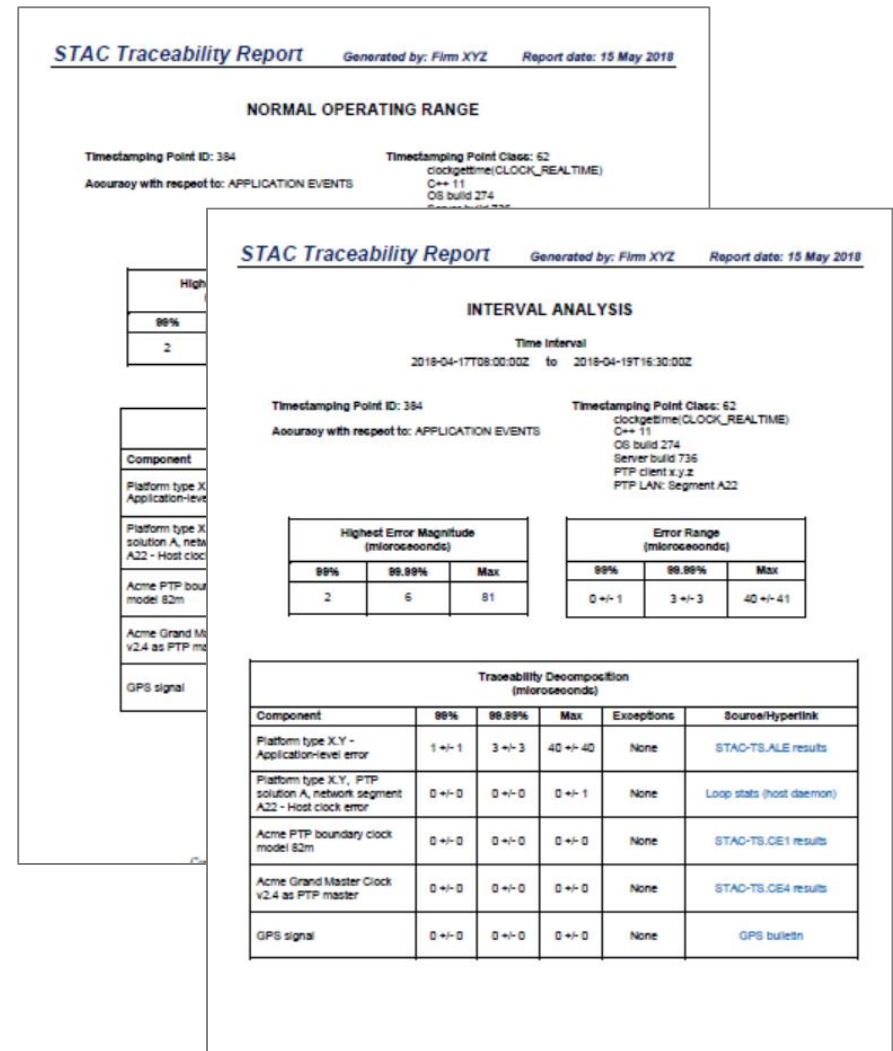 STAC Traceability Report Generated by: Firm XYZ Report date: 15 May 2018
NORMAL OPERATING RANGE
Timestamping Point ID: 384
Accuracy with respect to: APPLICATION EVENTS
Timestamping Point Class: 62
clockgettime(CLOCK_REALTIME)
C++ 11
OS build 274
High
99%
2
Component
Platform type X
Application-leve
Platform type X
solution A, netw
A22 - Host cloc
Acme PTP bour
model 82m
Acme Grand Ma
v2.4 as PTP ma
GPS signal
STAC Traceability Report Generated by: Firm XYZ Report date: 15 May 2018
INTERVAL ANALYSIS
Time Interval
2018-04-17T08:00:00Z to 2018-04-19T16:30:00Z
Timestamping Point ID: 384
Accuracy with respect to: APPLICATION EVENTS
Timestamping Point Class: 62
clockgettime(CLOCK_REALTIME)
C++ 11
OS build 274
Server build 736
PTP client x.y.z
PTP LAN: Segment A22
Highest Error Magnitude
(microseconds)
99% 99.99% Max
2 6 81
Error Range
(microseconds)
99% 99.99% Max
0 +/- 1 3 +/- 3 40 +/- 41
Traceability Decomposition
(microseconds)
Component 99% 99.99% Max Exceptions Source/Hyperlink
Platform type X.Y -
Application-level error
1 +/- 1 3 +/- 3 40 +/- 40 None STAC-TS.ALE results
Platform type X.Y, PTP
solution A, network segment
A22 - Host clock error
0 +/- 0 0 +/- 0 0 +/- 1 None Loop stats (host daemon)
Acme PTP boundary clock
model 82m
0 +/- 0 0 +/- 0 0 +/- 0 None STAC-TS.CE1 results
Acme Grand Master Clock
v2.4 as PTP master
0 +/- 0 0 +/- 0 0 +/- 0 None STAC-TS.CE4 results
GPS signal 0 +/- 0 0 +/- 0 0 +/- 0 None GPS bulletin